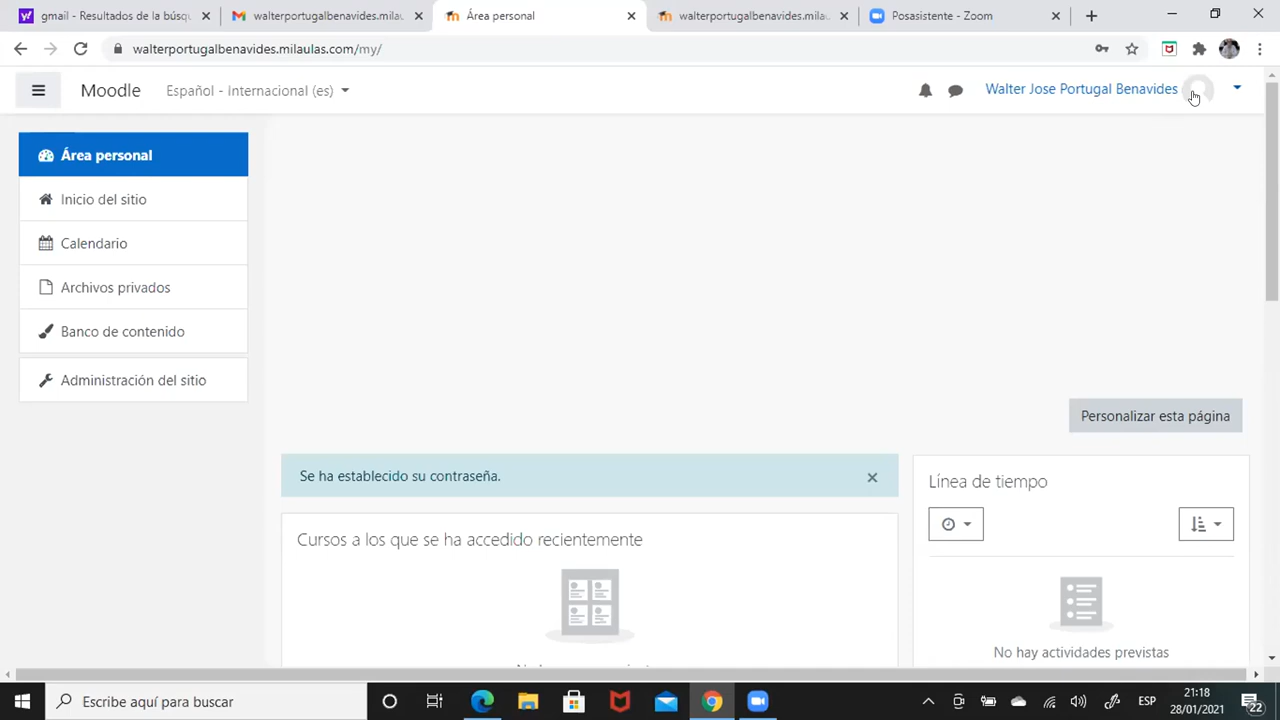 gmail - Resultados de la búsqu
walterportugalbenavides.milau
Área personal
walterportugalbenavides.milau
Posasistente - Zoom
walterportugalbenavides.milaulas.com/my/
Moodle
Español - Internacional (es)
Walter Jose Portugal Benavides
Área personal
Inicio del sitio
Calendario
Archivos privados
Banco de contenido
Administración del sitio
Personalizar esta página
Se ha establecido su contraseña.
Línea de tiempo
Cursos a los que se ha accedido recientemente
No hay actividades previstas
Escribe aquí para buscar
ESP
21:18
28/01/2021
22